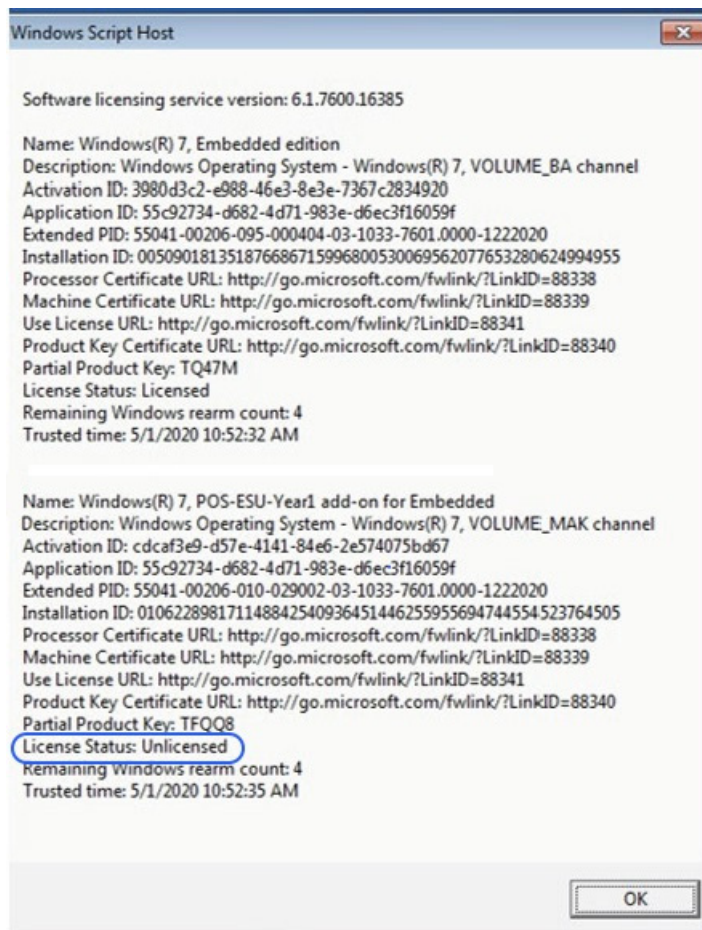 Windows Script Host
Software licensing service version: 6.1.7600.16385
Name: Windows(R) 7, Embedded edition
Description: Windows Operating System - Windows(R) 7, VOLUME_BA channel
Activation ID: 3980d3c2-e988-46e3-8e3e-7367c2834920
Application ID: 55c92734-d682-4d71-983e-d6ec3f16059f
Extended PID: 55041-00206-095-000404-03-1033-7601.0000-1222020
Installation ID: 005090181351876686715996800530069562077653280624994955
Processor Certificate URL: http://go.microsoft.com/fwlink/?LinkID=88338
Machine Certificate URL: http://go.microsoft.com/fwlink/?LinkID=88339
Use License URL: http://go.microsoft.com/fwlink/?LinkID=88341
Product Key Certificate URL: http://go.microsoft.com/fwlink/?LinkID=88340
Partial Product Key: TQ47M
License Status: Licensed
Remaining Windows rearm count: 4
Trusted time: 5/1/2020 10:52:32 AM
Name: Windows(R) 7, POS-ESU-Year1 add-on for Embedded
Description: Windows Operating System - Windows(R) 7, VOLUME_MAK channel
Activation ID: cdcaf3e9-d57e-4141-84e6-2e574075bd67
Application ID: 55c92734-d682-4d71-983e-d6ec3f16059f
Extended PID: 55041-00206-010-029002-03-1033-7601.0000-1222020
Installation ID: 010622898171148842540936451446255955694744554523764505
Processor Certificate URL: http://go.microsoft.com/fwlink/?LinkID=88338
Machine Certificate URL: http://go.microsoft.com/fwlink/?LinkID=88339
Use License URL: http://go.microsoft.com/fwlink/?LinkID=88341
Product Key Certificate URL: http://go.microsoft.com/fwlink/?LinkID=88340
Partial Product Key: TFQQ8
License Status: Unlicensed
Remaining Windows rearm count: 4
Trusted time: 5/1/2020 10:52:35 AM
OK